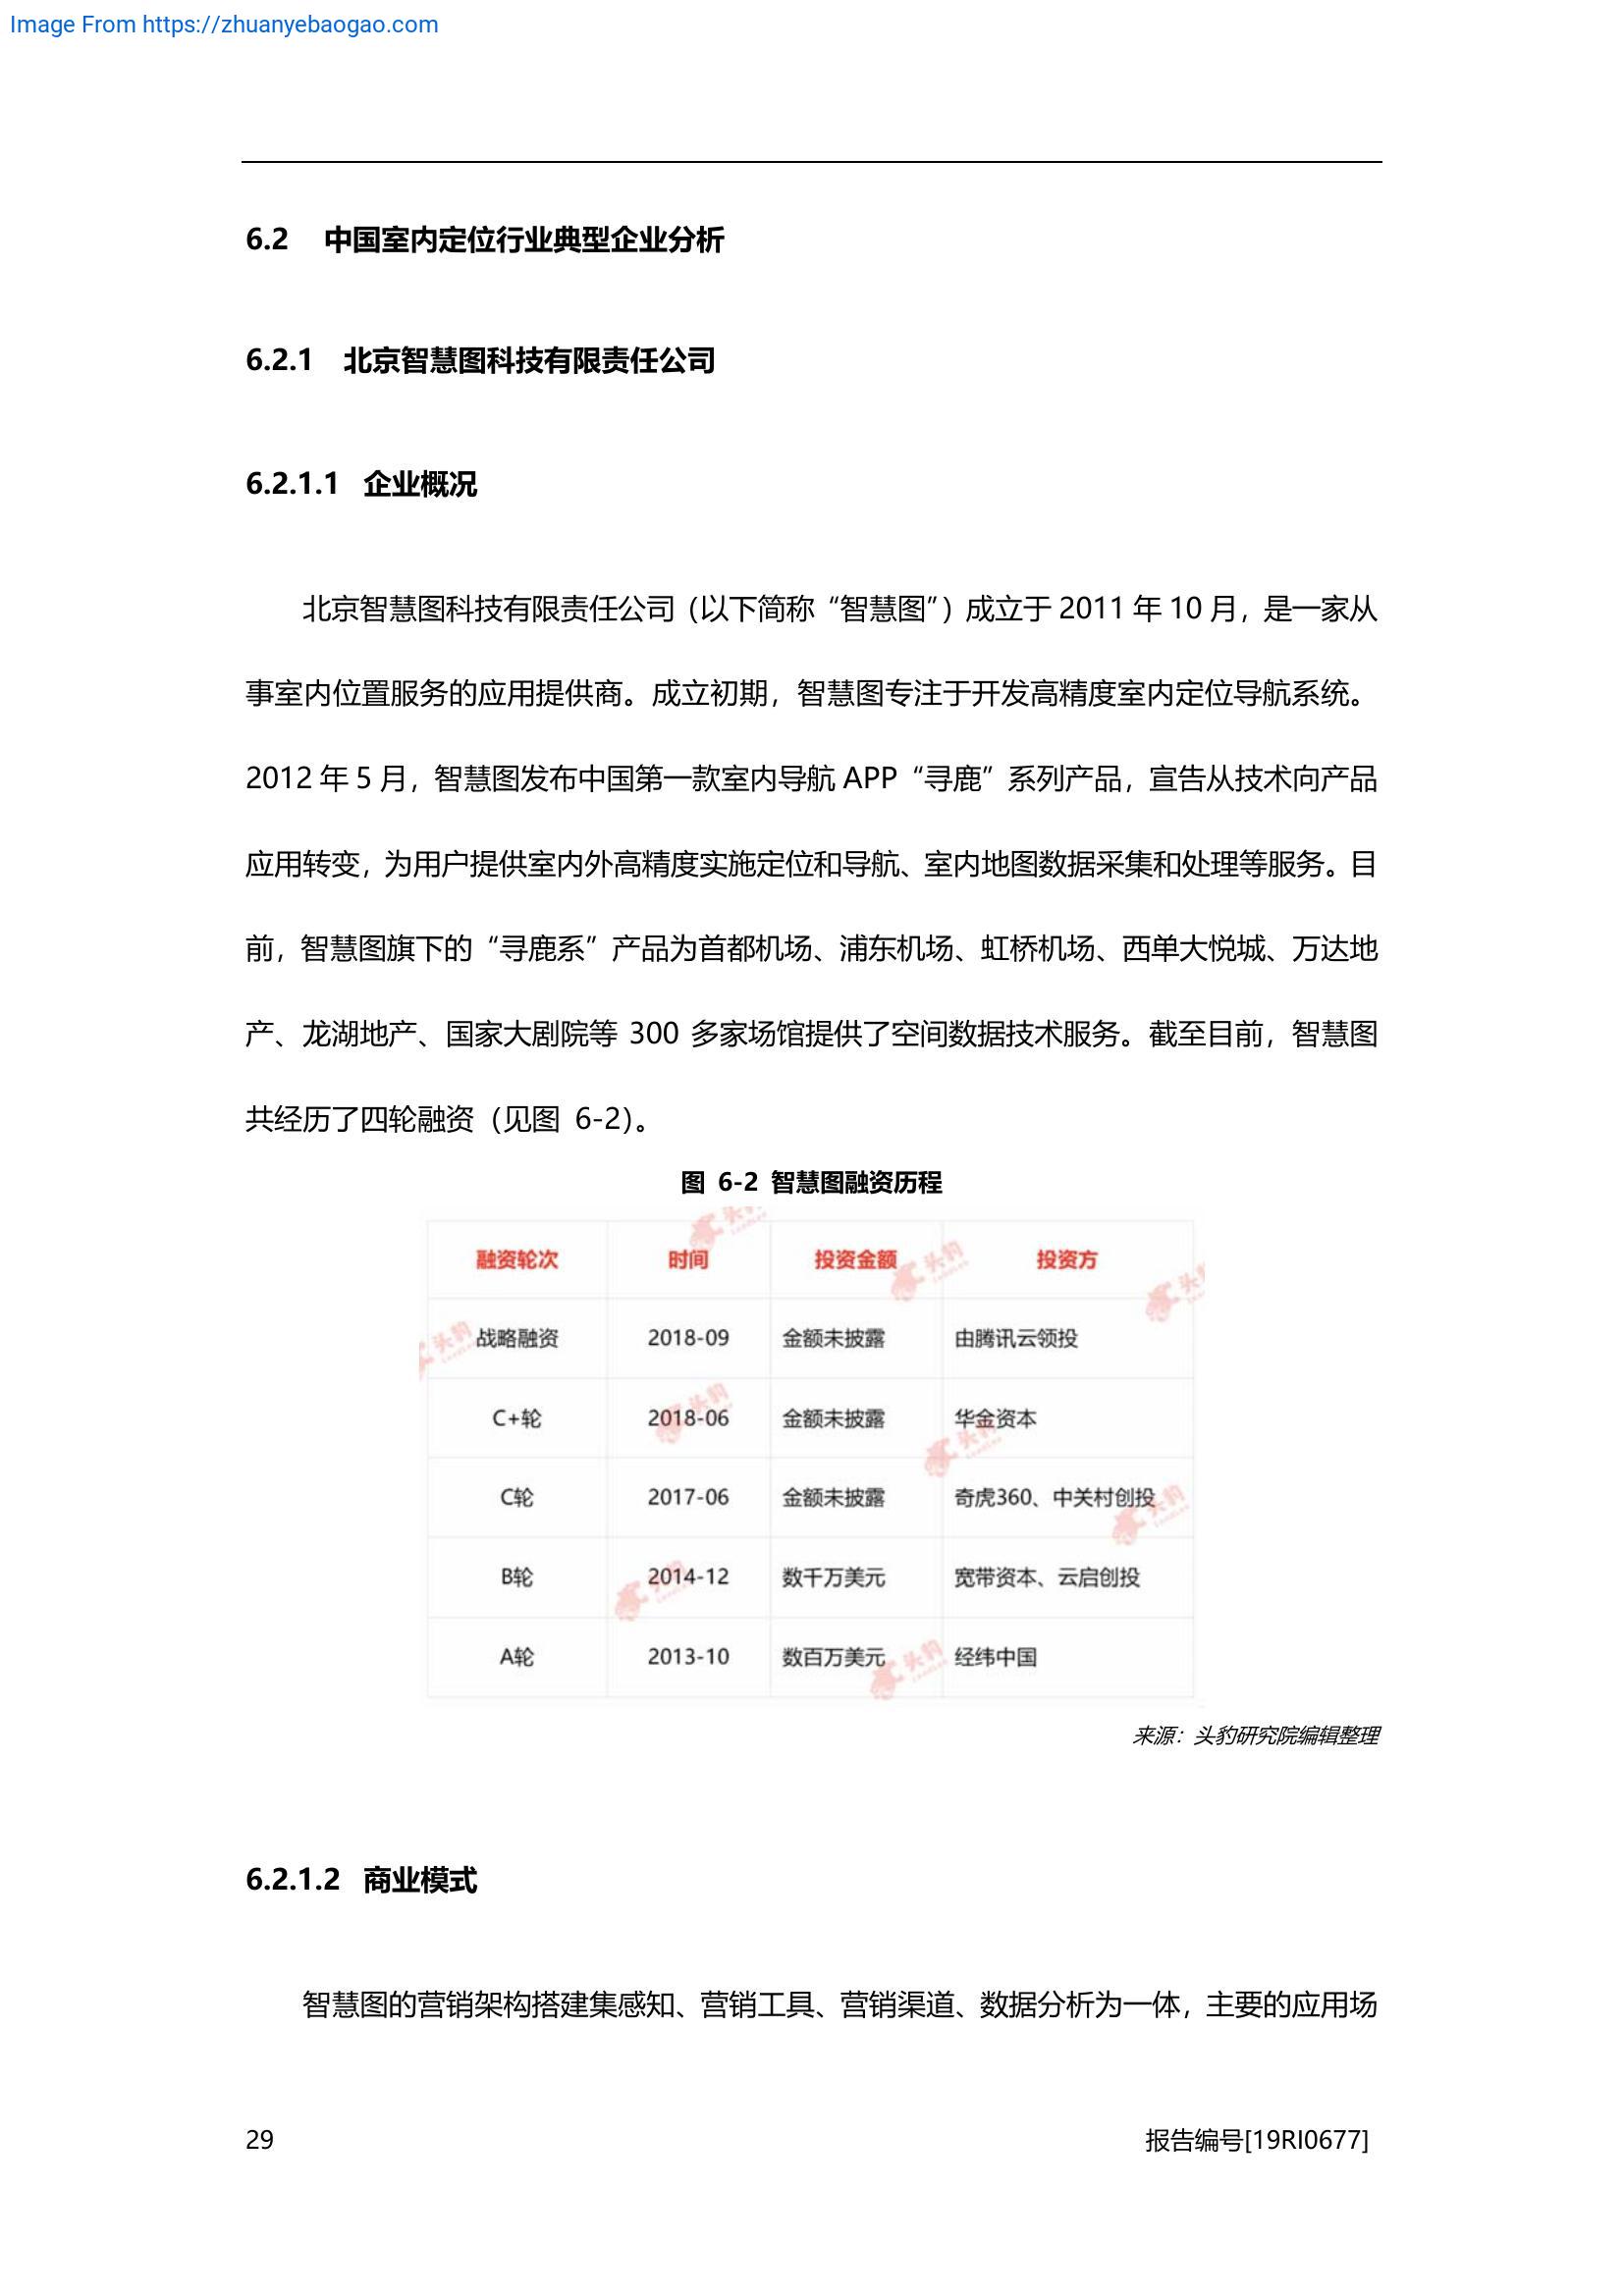 Image From https://zhuanyebaogao.com
6.2 中国室内定位行业典型企业分析
6.2.1 北京智慧图科技有限责任公司
6.2.1.1 企业概况
北京智慧图科技有限责任公司（以下简称“智慧图”）成立于 2011 年 10 月，是一家从
事室内位置服务的应用提供商。成立初期，智慧图专注于开发高精度室内定位导航系统。
2012 年 5 月，智慧图发布中国第一款室内导航 APP“寻鹿”系列产品，宣告从技术向产品
应用转变，为用户提供室内外高精度实施定位和导航、室内地图数据采集和处理等服务。目
前，智慧图旗下的“寻鹿系”产品为首都机场、浦东机场、虹桥机场、西单大悦城、万达地
产、龙湖地产、国家大剧院等 300 多家场馆提供了空间数据技术服务。截至目前，智慧图
共经历了四轮融资（见图 6-2）。
图 6-2 智慧图融资历程
融资轮次 时间 投资金额 投资方
战略融资 2018-09 金额未披露 由腾讯云领投
C+轮 2018-06 金额未披露 华金资本
C轮 2017-06 金额未披露 奇虎360、中关村创投
B轮 2014-12 数千万美元 宽带资本、云启创投
A轮 2013-10 数百万美元 经纬中国
来源：头豹研究院编辑整理
6.2.1.2 商业模式
智慧图的营销架构搭建集感知、营销工具、营销渠道、数据分析为一体，主要的应用场
29 报告编号[19RI0677]